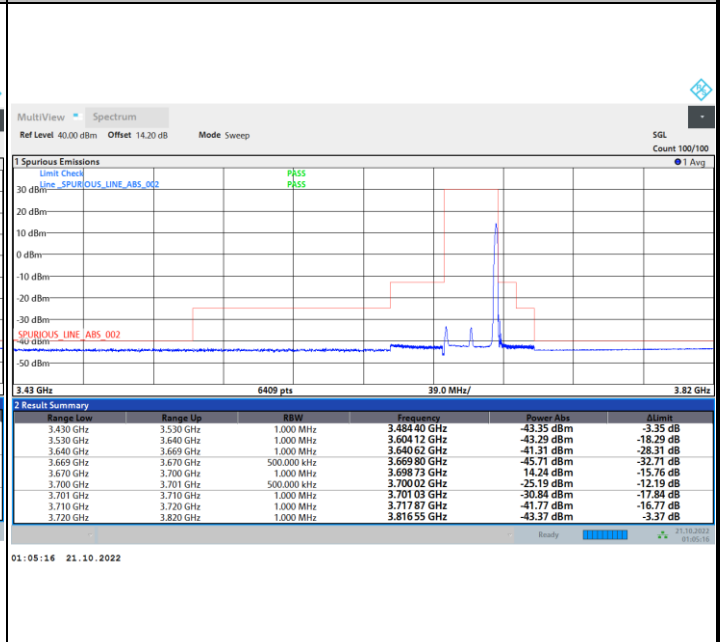 MultiView Spectrum
Ref Level 40.00 dBm Offset 14.20 dB Mode Sweep SGL
Count 100/100
1 Spurious Emissions 1 Avg
Limit Check PASS
Line _SPURIOUS_LINE_ABS_002 PASS
30 dBm
20 dBm
10 dBm
0 dBm
-10 dBm
-20 dBm
-30 dBm
SPURIOUS_LINE_ABS_002
-40 dBm
-50 dBm
3.43 GHz 6409 pts 39.0 MHz/ 3.82 GHz
2 Result Summary
Range Low Range Up RBW Frequency Power Abs ΔLimit
3.430 GHz 3.530 GHz 1.000 MHz 3.484 40 GHz -43.35 dBm -3.35 dB
3.530 GHz 3.640 GHz 1.000 MHz 3.604 12 GHz -43.29 dBm -18.29 dB
3.640 GHz 3.669 GHz 1.000 MHz 3.640 62 GHz -41.31 dBm -28.31 dB
3.669 GHz 3.670 GHz 500.000 kHz 3.669 80 GHz -45.71 dBm -32.71 dB
3.670 GHz 3.700 GHz 1.000 MHz 3.698 73 GHz 14.24 dBm -15.76 dB
3.700 GHz 3.701 GHz 500.000 kHz 3.700 02 GHz -25.19 dBm -12.19 dB
3.701 GHz 3.710 GHz 1.000 MHz 3.701 03 GHz -30.84 dBm -17.84 dB
3.710 GHz 3.720 GHz 1.000 MHz 3.717 87 GHz -41.77 dBm -16.77 dB
3.720 GHz 3.820 GHz 1.000 MHz 3.816 55 GHz -43.37 dBm -3.37 dB
Ready 21.10.2022
01:05:16
01:05:16 21.10.2022